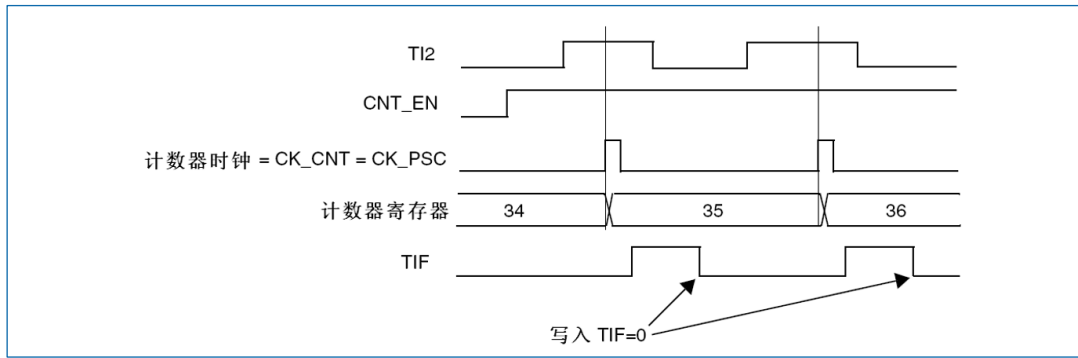 TI2
CNT_EN
计数器时钟 = CK_CNT = CK_PSC
计数器寄存器 34 35 36
TIF
写入 TIF=0